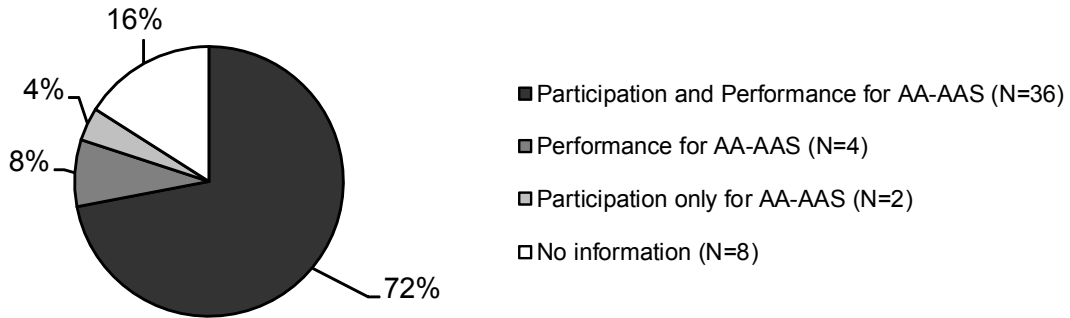 16%
4%
8%
72%
Participation and Performance for AA-AAS (N=36)
Performance for AA-AAS (N=4)
Participation only for AA-AAS (N=2)
No information (N=8)